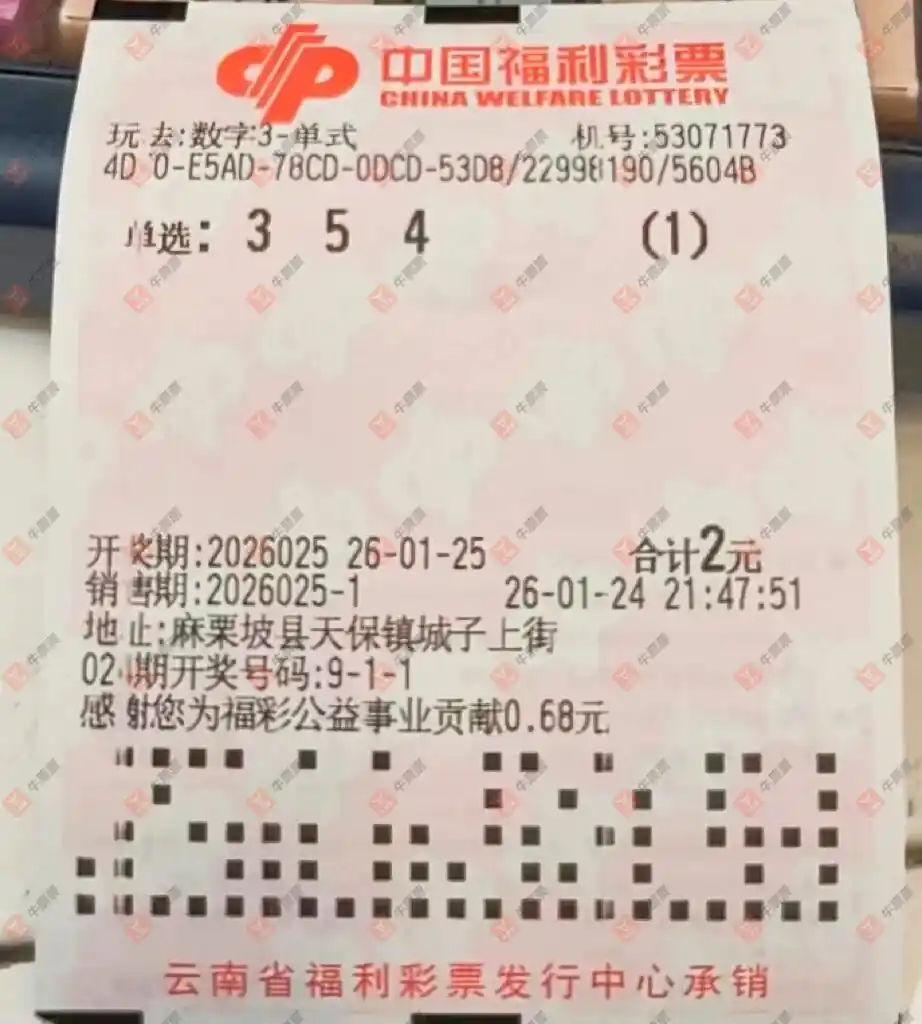 中国福利彩票
CHINA WELFARE LOTTERY
玩法:数字3-单式 机号:53071773
4D 0-E5AD-78CD-0DCD-53D8/22998190/5604B
单选: 3 5 4 (1)
开奖期:2026025 26-01-25 合计2元
销售期:2026025-1 26-01-24 21:47:51
地址:麻栗坡县天保镇城子上街
期开奖号码:9-1-1
感谢您为福彩公益事业贡献0.68元
云南省福利彩票发行中心承销